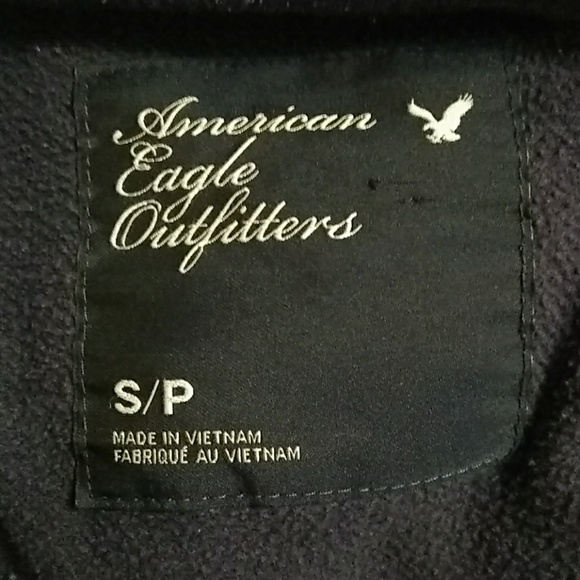 American
Eagle
Outfitters
S/P
MADE IN VIETNAM
FABRIQUÉ AU VIETNAM